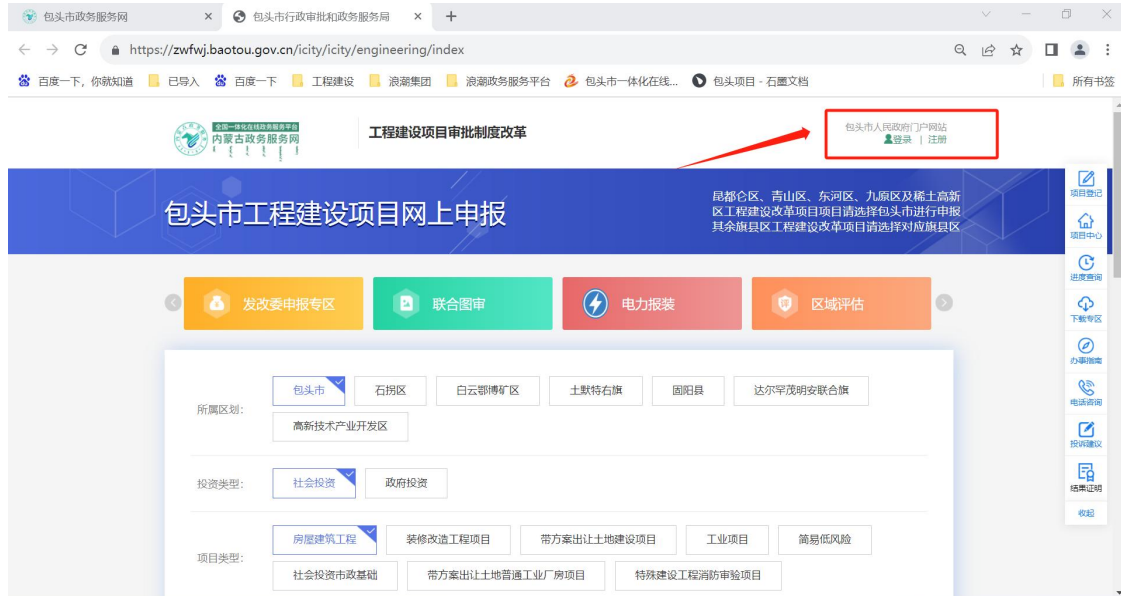 包头市政务服务网
包头市行政审批和政务服务局
https://zwfwj.baotou.gov.cn/icity/icity/engineering/index
百度一下，你就知道 已导入 百度一下 工程建设 浪潮集团 浪潮政务服务平台 包头市一体化在线... 包头项目 - 石墨文档 所有书签
全国一体化在线政务服务平台
内蒙古政务服务网
工程建设项目审批制度改革
包头市人民政府门户网站
登录 | 注册
包头市工程建设项目网上申报
昆都仑区、青山区、东河区、九原区及稀土高新
区工程建设改革项目项目请选择包头市进行申报
其余旗县区工程建设改革项目请选择对应旗县区
发改委申报专区 联合图审 电力报装 区域评估
所属区划:
包头市 石拐区 白云鄂博矿区 土默特右旗 固阳县 达尔罕茂明安联合旗
高新技术产业开发区
投资类型:
社会投资 政府投资
项目类型:
房屋建筑工程 装修改造工程项目 带方案出让土地建设项目 工业项目 简易低风险
社会投资市政基础 带方案出让土地普通工业厂房项目 特殊建设工程消防审验项目
项目登记
项目中心
进度查询
下载专区
办事指南
电话咨询
投诉建议
结果证明
收起